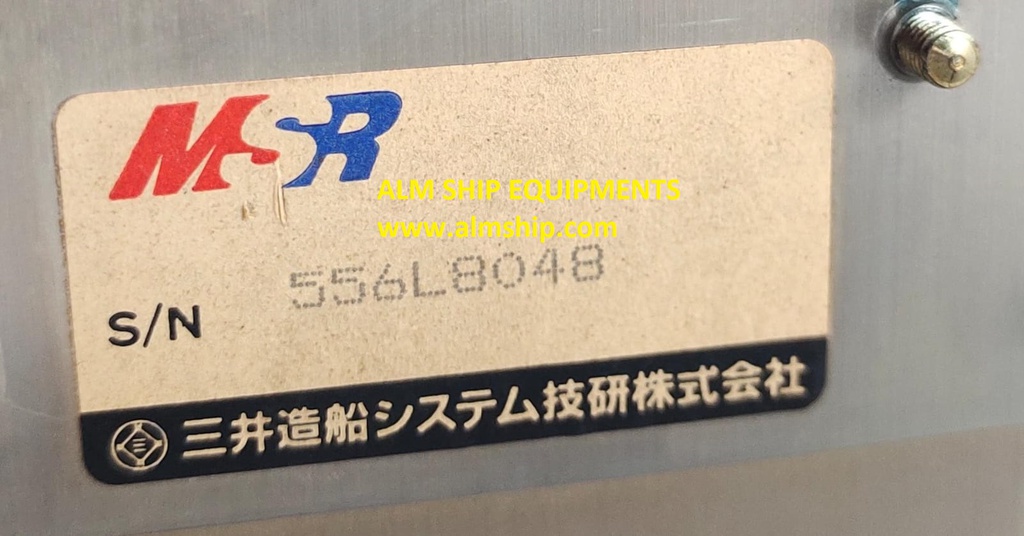 MSR
ALM SHIP EQUIPMENTS
www.almship.com
556L8048
S/N
三井造船システム技研株式会社